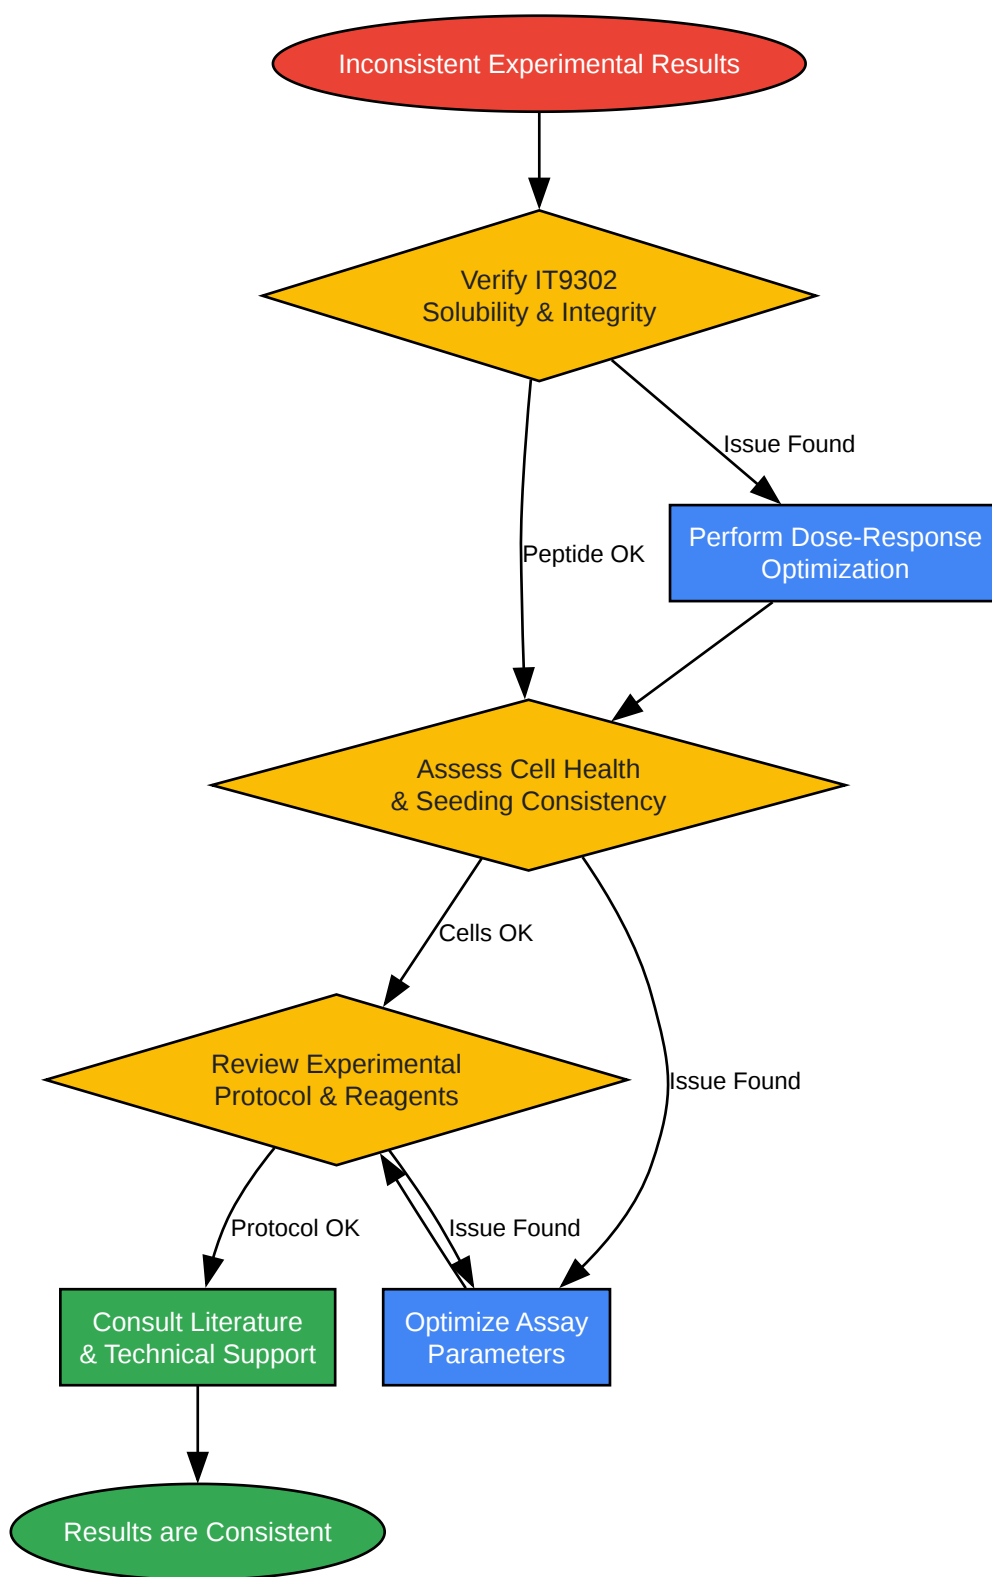 Inconsistent Experimental Results
Verify IT9302
Solubility & Integrity
Issue Found
Perform Dose-Response
Optimization
Peptide OK
Assess Cell Health
& Seeding Consistency
Cells OK
Review Experimental
Protocol & Reagents
Issue Found
Protocol OK
Issue Found
Consult Literature
& Technical Support
Optimize Assay
Parameters
Results are Consistent